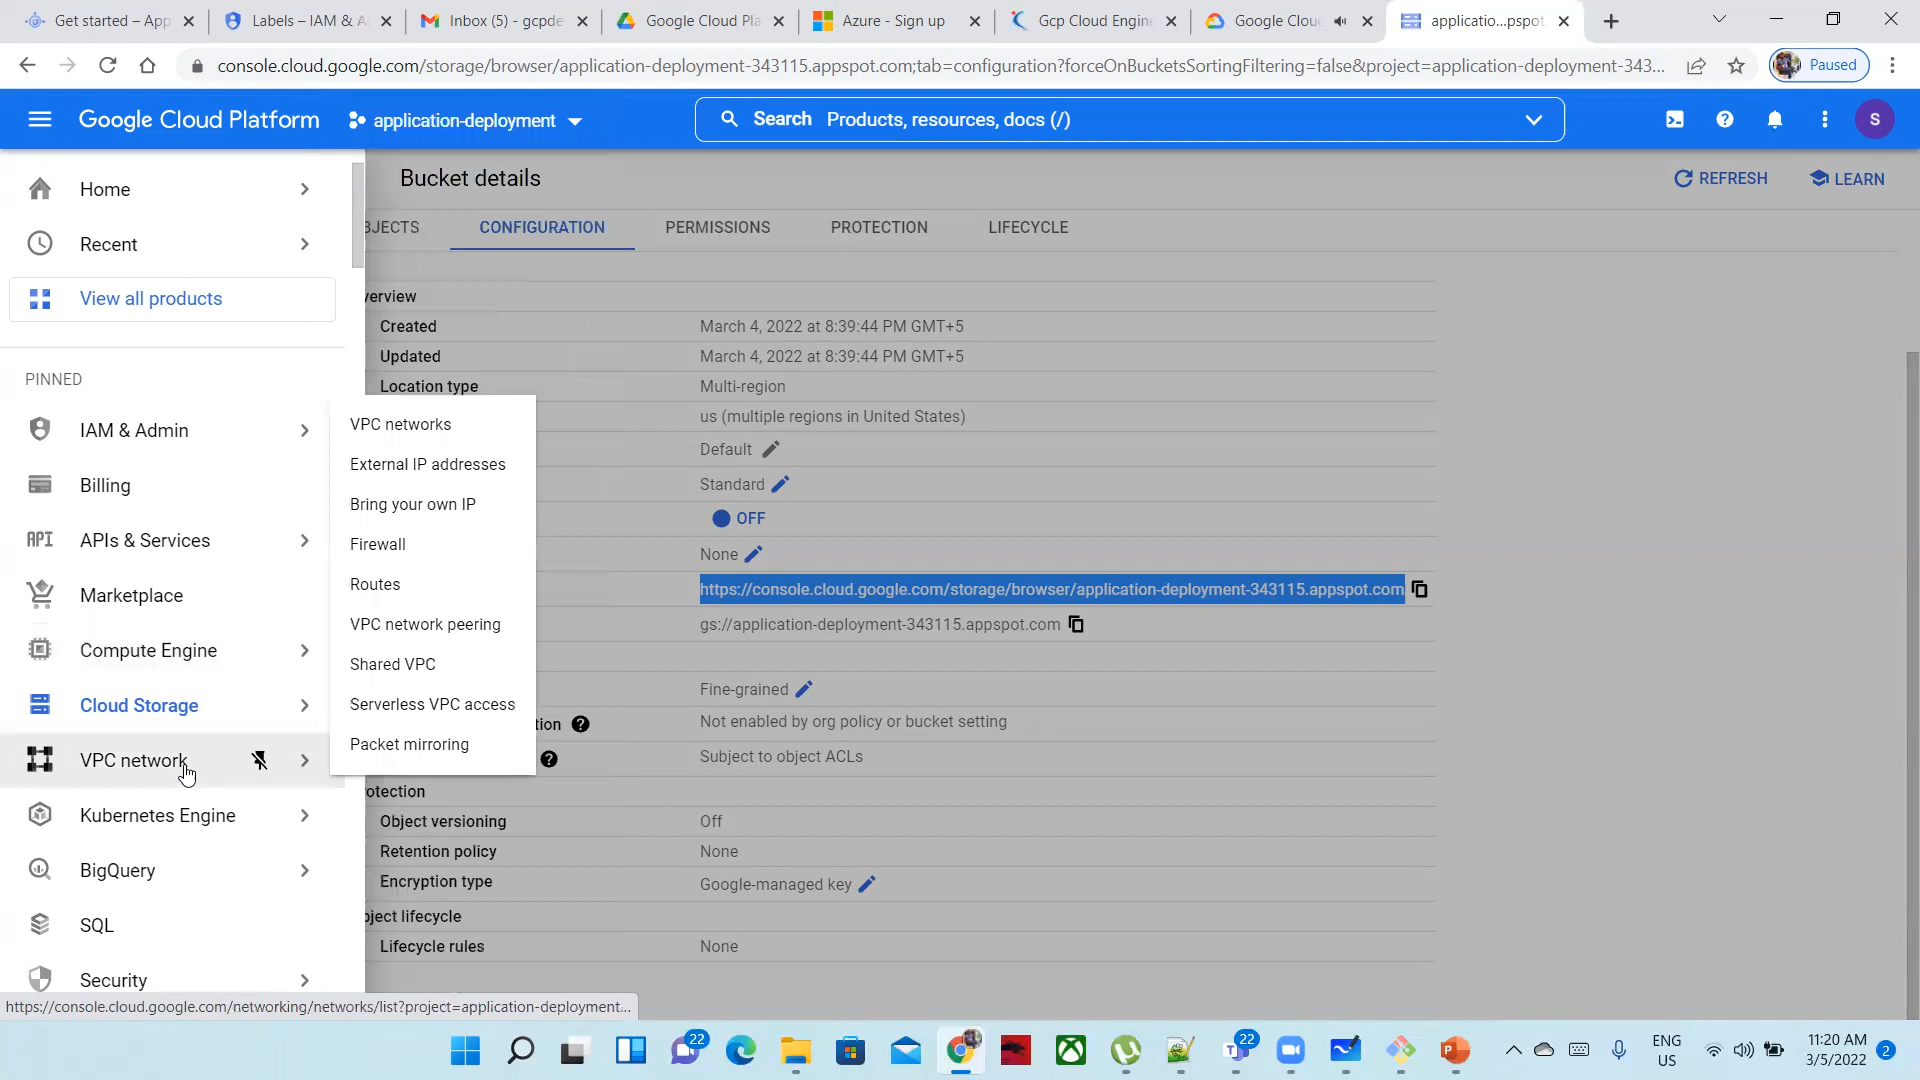 Get started – App
Labels – IAM & A
Inbox (5) - gcpde
Google Cloud Pla
Azure - Sign up
Gcp Cloud Engin
Google Clou
applicatio...pspot.
console.cloud.google.com/storage/browser/application-deployment-343115.appspot.com;tab=configuration?forceOnBucketsSortingFiltering=false&project=application-deployment-343...
Paused
Google Cloud Platform
application-deployment
Search Products, resources, docs (/)
S
Home
Recent
View all products
PINNED
IAM & Admin
Billing
API APIs & Services
Marketplace
Compute Engine
Cloud Storage
VPC network
Kubernetes Engine
BigQuery
SQL
Security
VPC networks
External IP addresses
Bring your own IP
Firewall
Routes
VPC network peering
Shared VPC
Serverless VPC access
Packet mirroring
Bucket details
REFRESH
LEARN
BJECTS
CONFIGURATION
PERMISSIONS
PROTECTION
LIFECYCLE
verview
Created March 4, 2022 at 8:39:44 PM GMT+5
Updated March 4, 2022 at 8:39:44 PM GMT+5
Location type Multi-region
us (multiple regions in United States)
Default
Standard
OFF
None
https://console.cloud.google.com/storage/browser/application-deployment-343115.appspot.com
gs://application-deployment-343115.appspot.com
Fine-grained
tion Not enabled by org policy or bucket setting
Subject to object ACLs
otection
Object versioning Off
Retention policy None
Encryption type Google-managed key
bject lifecycle
Lifecycle rules None
https://console.cloud.google.com/networking/networks/list?project=application-deployment...
22
22
ENG
US
11:20 AM
3/5/2022
2